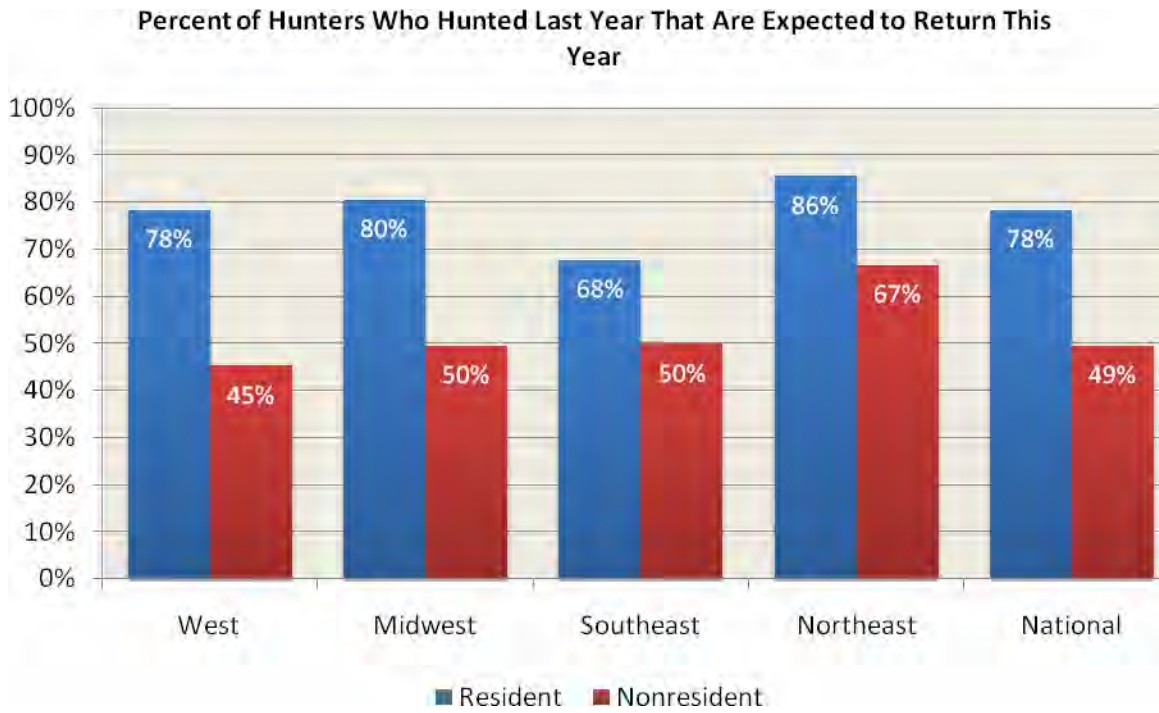 Percent of Hunters Who Hunted Last Year That Are Expected to Return This
Year
100%
90%
80%
70%
60%
50%
40%
30%
20%
10%
0%
78%
45%
80%
50%
68%
50%
86%
67%
78%
49%
West
Midwest
Southeast
Northeast
National
Resident
Nonresident